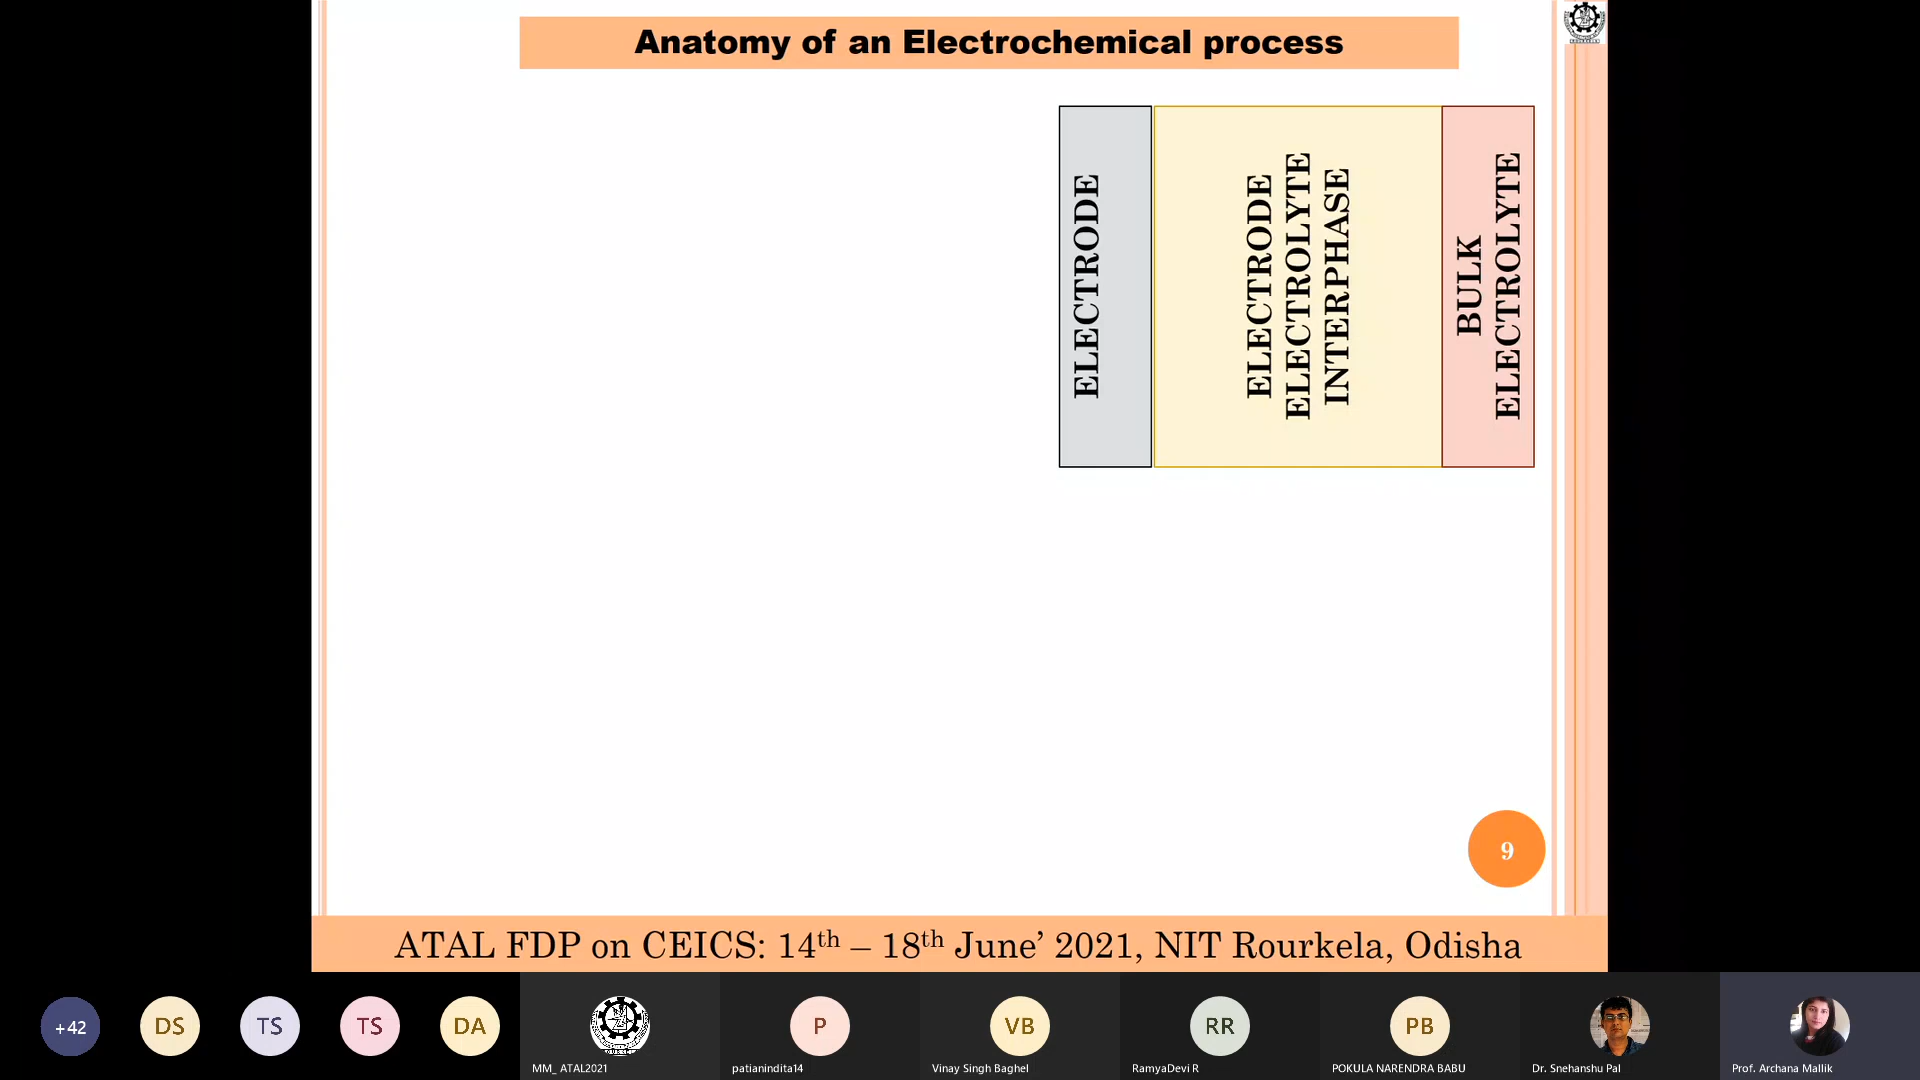 Anatomy of an Electrochemical process
ELECTRODE
ELECTRODE
ELECTROLYTE
INTERPHASE
BULK
ELECTROLYTE
9
ATAL FDP on CEICS: 14th – 18th June’ 2021, NIT Rourkela, Odisha
+42
DS
TS
TS
DA
MM_ ATAL2021
P
patianindita14
VB
Vinay Singh Baghel
RR
RamyaDevi R
PB
POKULA NARENDRA BABU
Dr. Snehanshu Pal
Prof. Archana Mallik